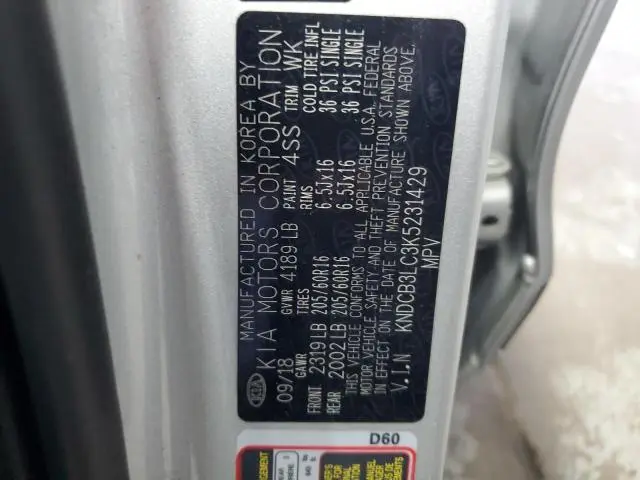 KIA
MANUFACTURED IN KOREA BY
KIA MOTORS CORPORATION
09/18 GVWR 4189 LB PAINT 4SS TRIM WK
GAWR TIRES RIMS COLD TIRE INFL
FRONT 2319 LB 205/60R16 6.5JX16 36 PSI SINGLE
REAR 2002 LB 205/60R16 6.5JX16 36 PSI SINGLE
THIS VEHICLE CONFORMS TO ALL APPLICABLE U.S.A. FEDERAL
MOTOR VEHICLE SAFETY AND THEFT PREVENTION STANDARDS
IN EFFECT ON THE DATE OF MANUFACTURE SHOWN ABOVE.
V.I.N KNDCB3LC3K5231429
MPV
D60